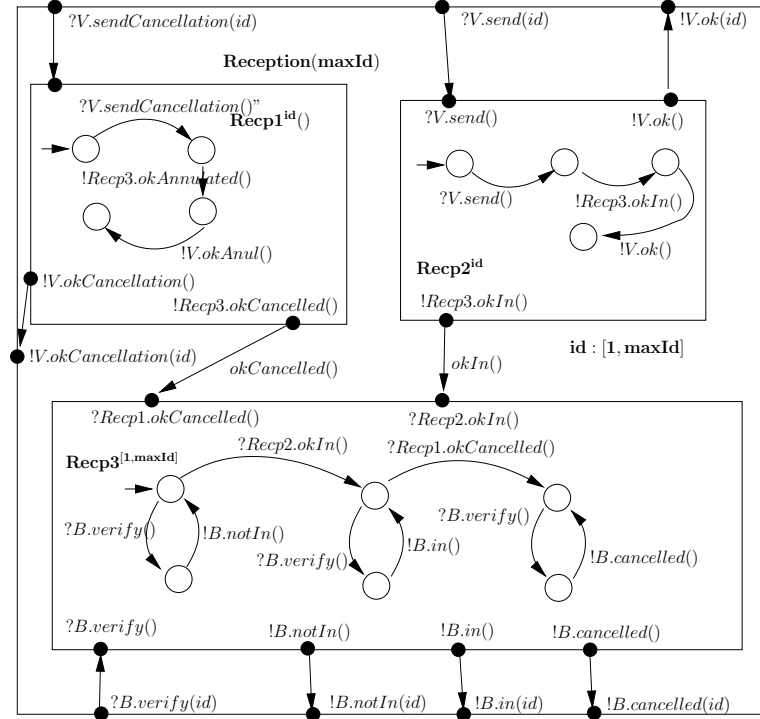 ?V.sendCancellation(id)
?V.send(id)
!V.ok(id)
Reception(maxId)
?V.sendCancellation()"
Recp1^id()
?V.send()
!V.ok()
!Recp3.okAnnulated()
?V.send()
!Recp3.okIn()
!V.okAnul()
!V.ok()
Recp2^id
!V.okCancellation()
!Recp3.okCancelled()
!Recp3.okIn()
!V.okCancellation(id)
id : [1, maxId]
okCancelled()
okIn()
?Recp1.okCancelled()
?Recp2.okIn()
Recp3^[1,maxId]
?Recp2.okIn()
?Recp1.okCancelled()
?B.verify()
!B.notIn()
?B.verify()
!B.in()
?B.verify()
!B.cancelled()
?B.verify()
!B.notIn()
!B.in()
!B.cancelled()
?B.verify(id)
!B.notIn(id)
!B.in(id)
!B.cancelled(id)